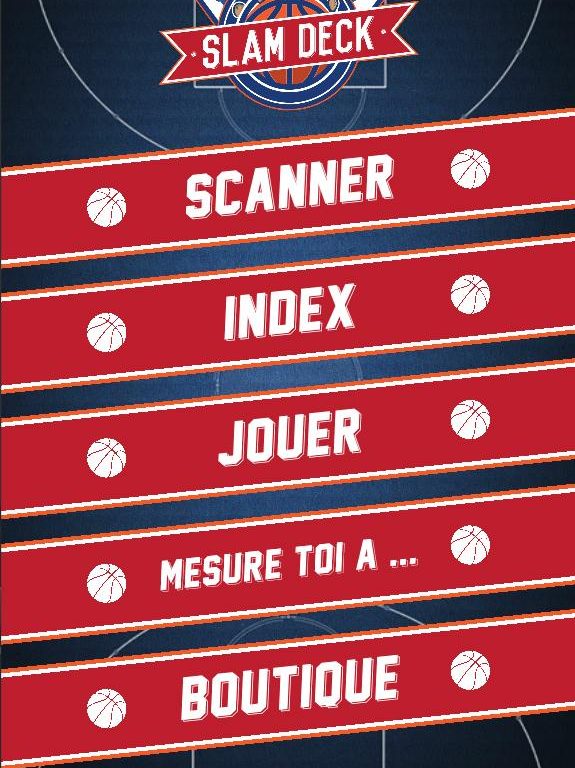 SLAM DECK
SCANNER
INDEX
JOUER
MESURE TOI A ...
BOUTIQUE